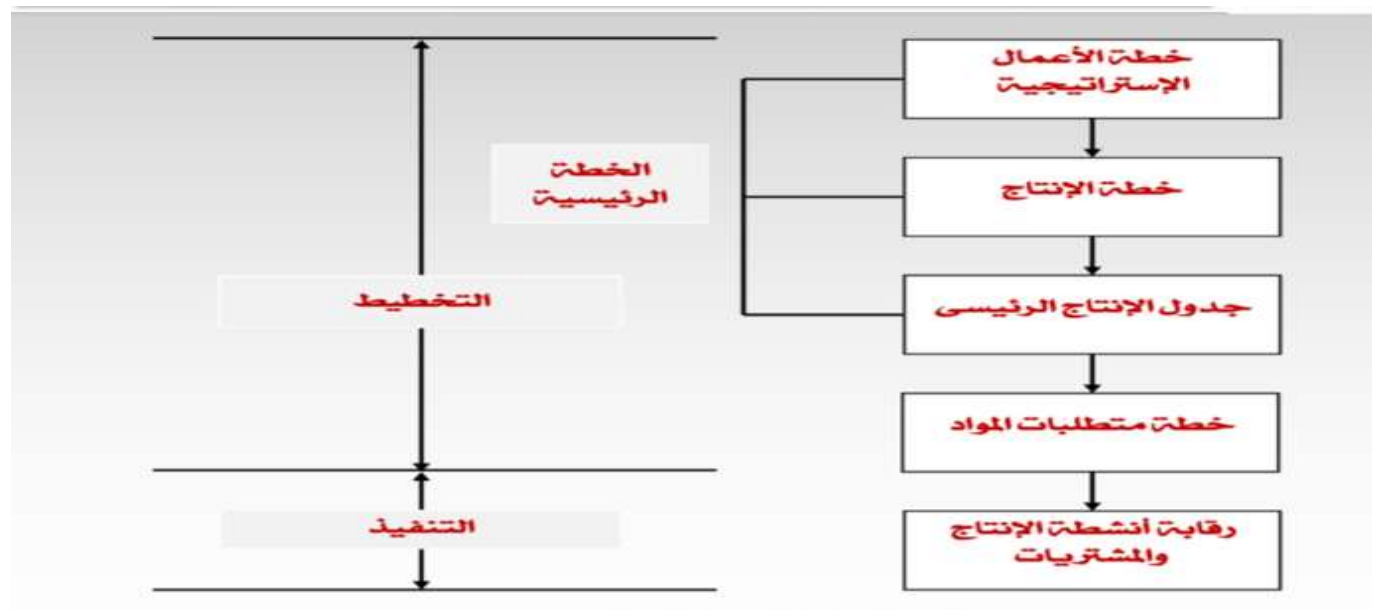 خطة الأعمال
الإستراتيجية
خطة الإنتاج
جدول الإنتاج الرئيسى
خطة متطلبات المواد
رقابة أنشطة الإنتاج
والمشتريات
الخطة
الرئيسية
التخطيط
التنفيذ